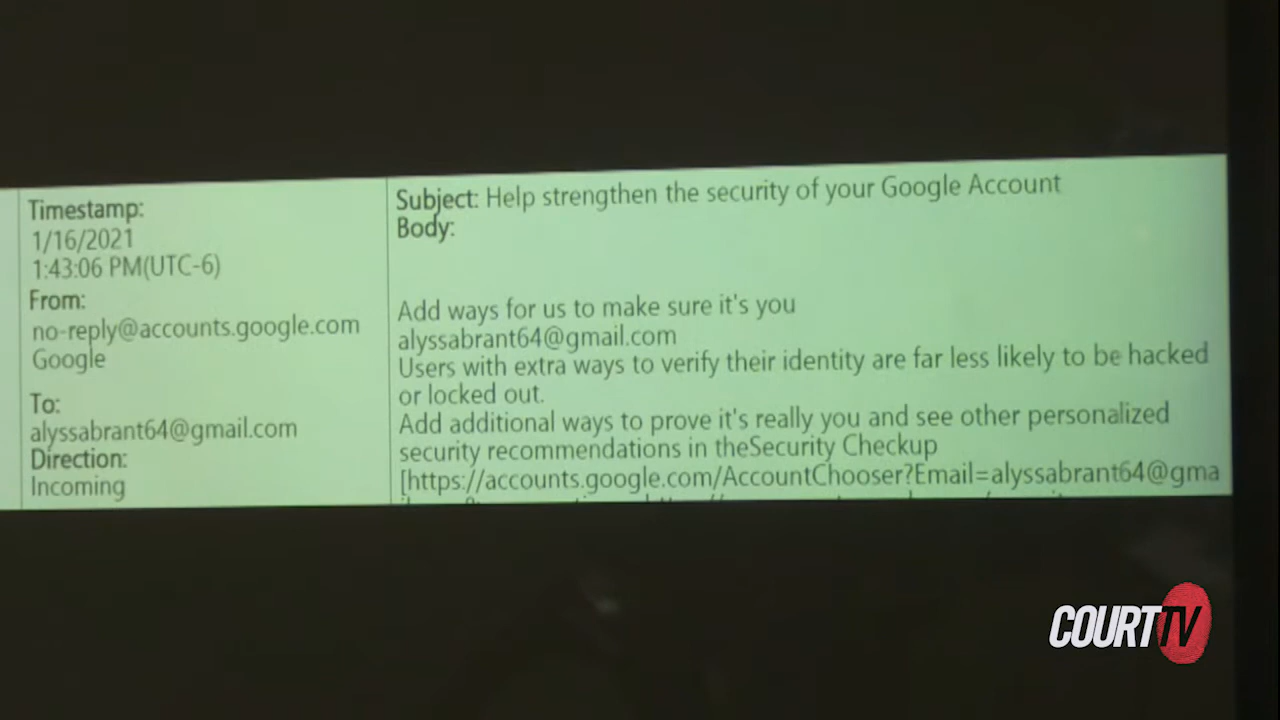 Timestamp:
1/16/2021
1:43:06 PM(UTC-6)
From:
no-reply@accounts.google.com
Google
To:
alyssabrant64@gmail.com
Direction:
Incoming
Subject: Help strengthen the security of your Google Account
Body:
Add ways for us to make sure it's you
alyssabrant64@gmail.com
Users with extra ways to verify their identity are far less likely to be hacked
or locked out.
Add additional ways to prove it's really you and see other personalized
security recommendations in theSecurity Checkup
[https://accounts.google.com/AccountChooser?Email=alyssabrant64@gma
COURT TV